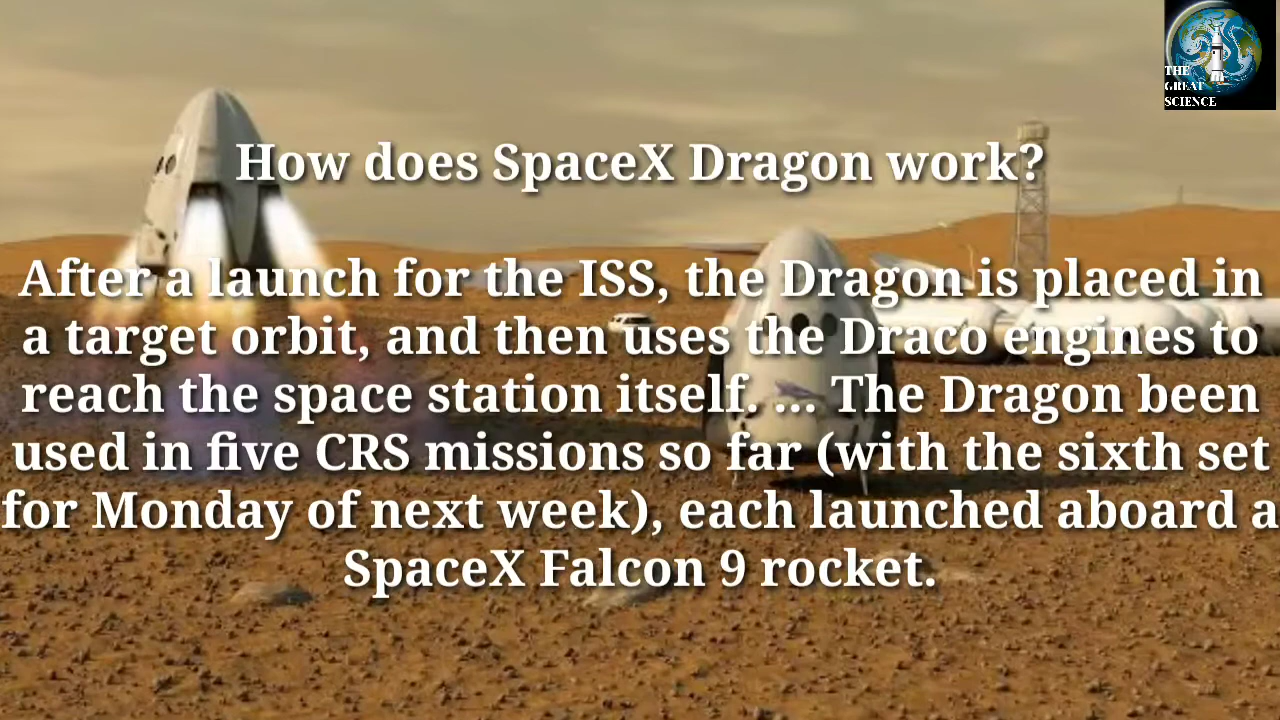 THE
GREAT
SCIENCE
How does SpaceX Dragon work?
After a launch for the ISS, the Dragon is placed in
a target orbit, and then uses the Draco engines to
reach the space station itself. ... The Dragon been
used in five CRS missions so far (with the sixth set
for Monday of next week), each launched aboard a
SpaceX Falcon 9 rocket.